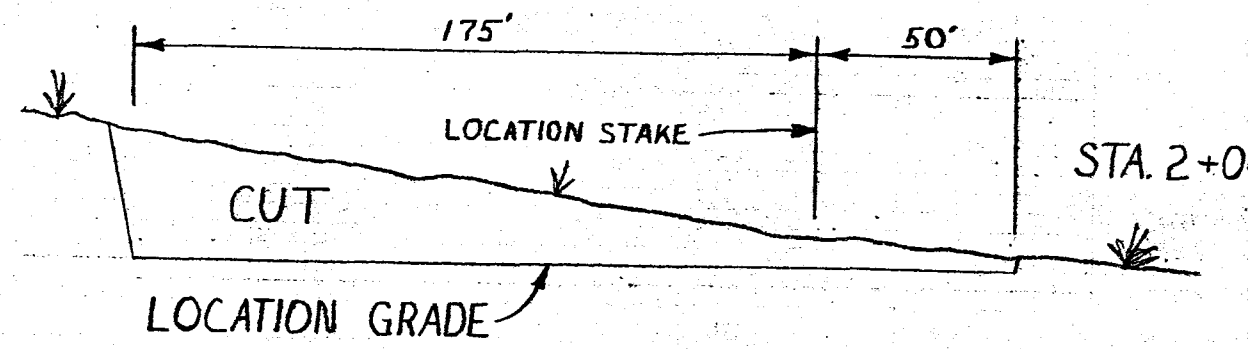 175' 50'
LOCATION STAKE
STA. 2+0
CUT
LOCATION GRADE